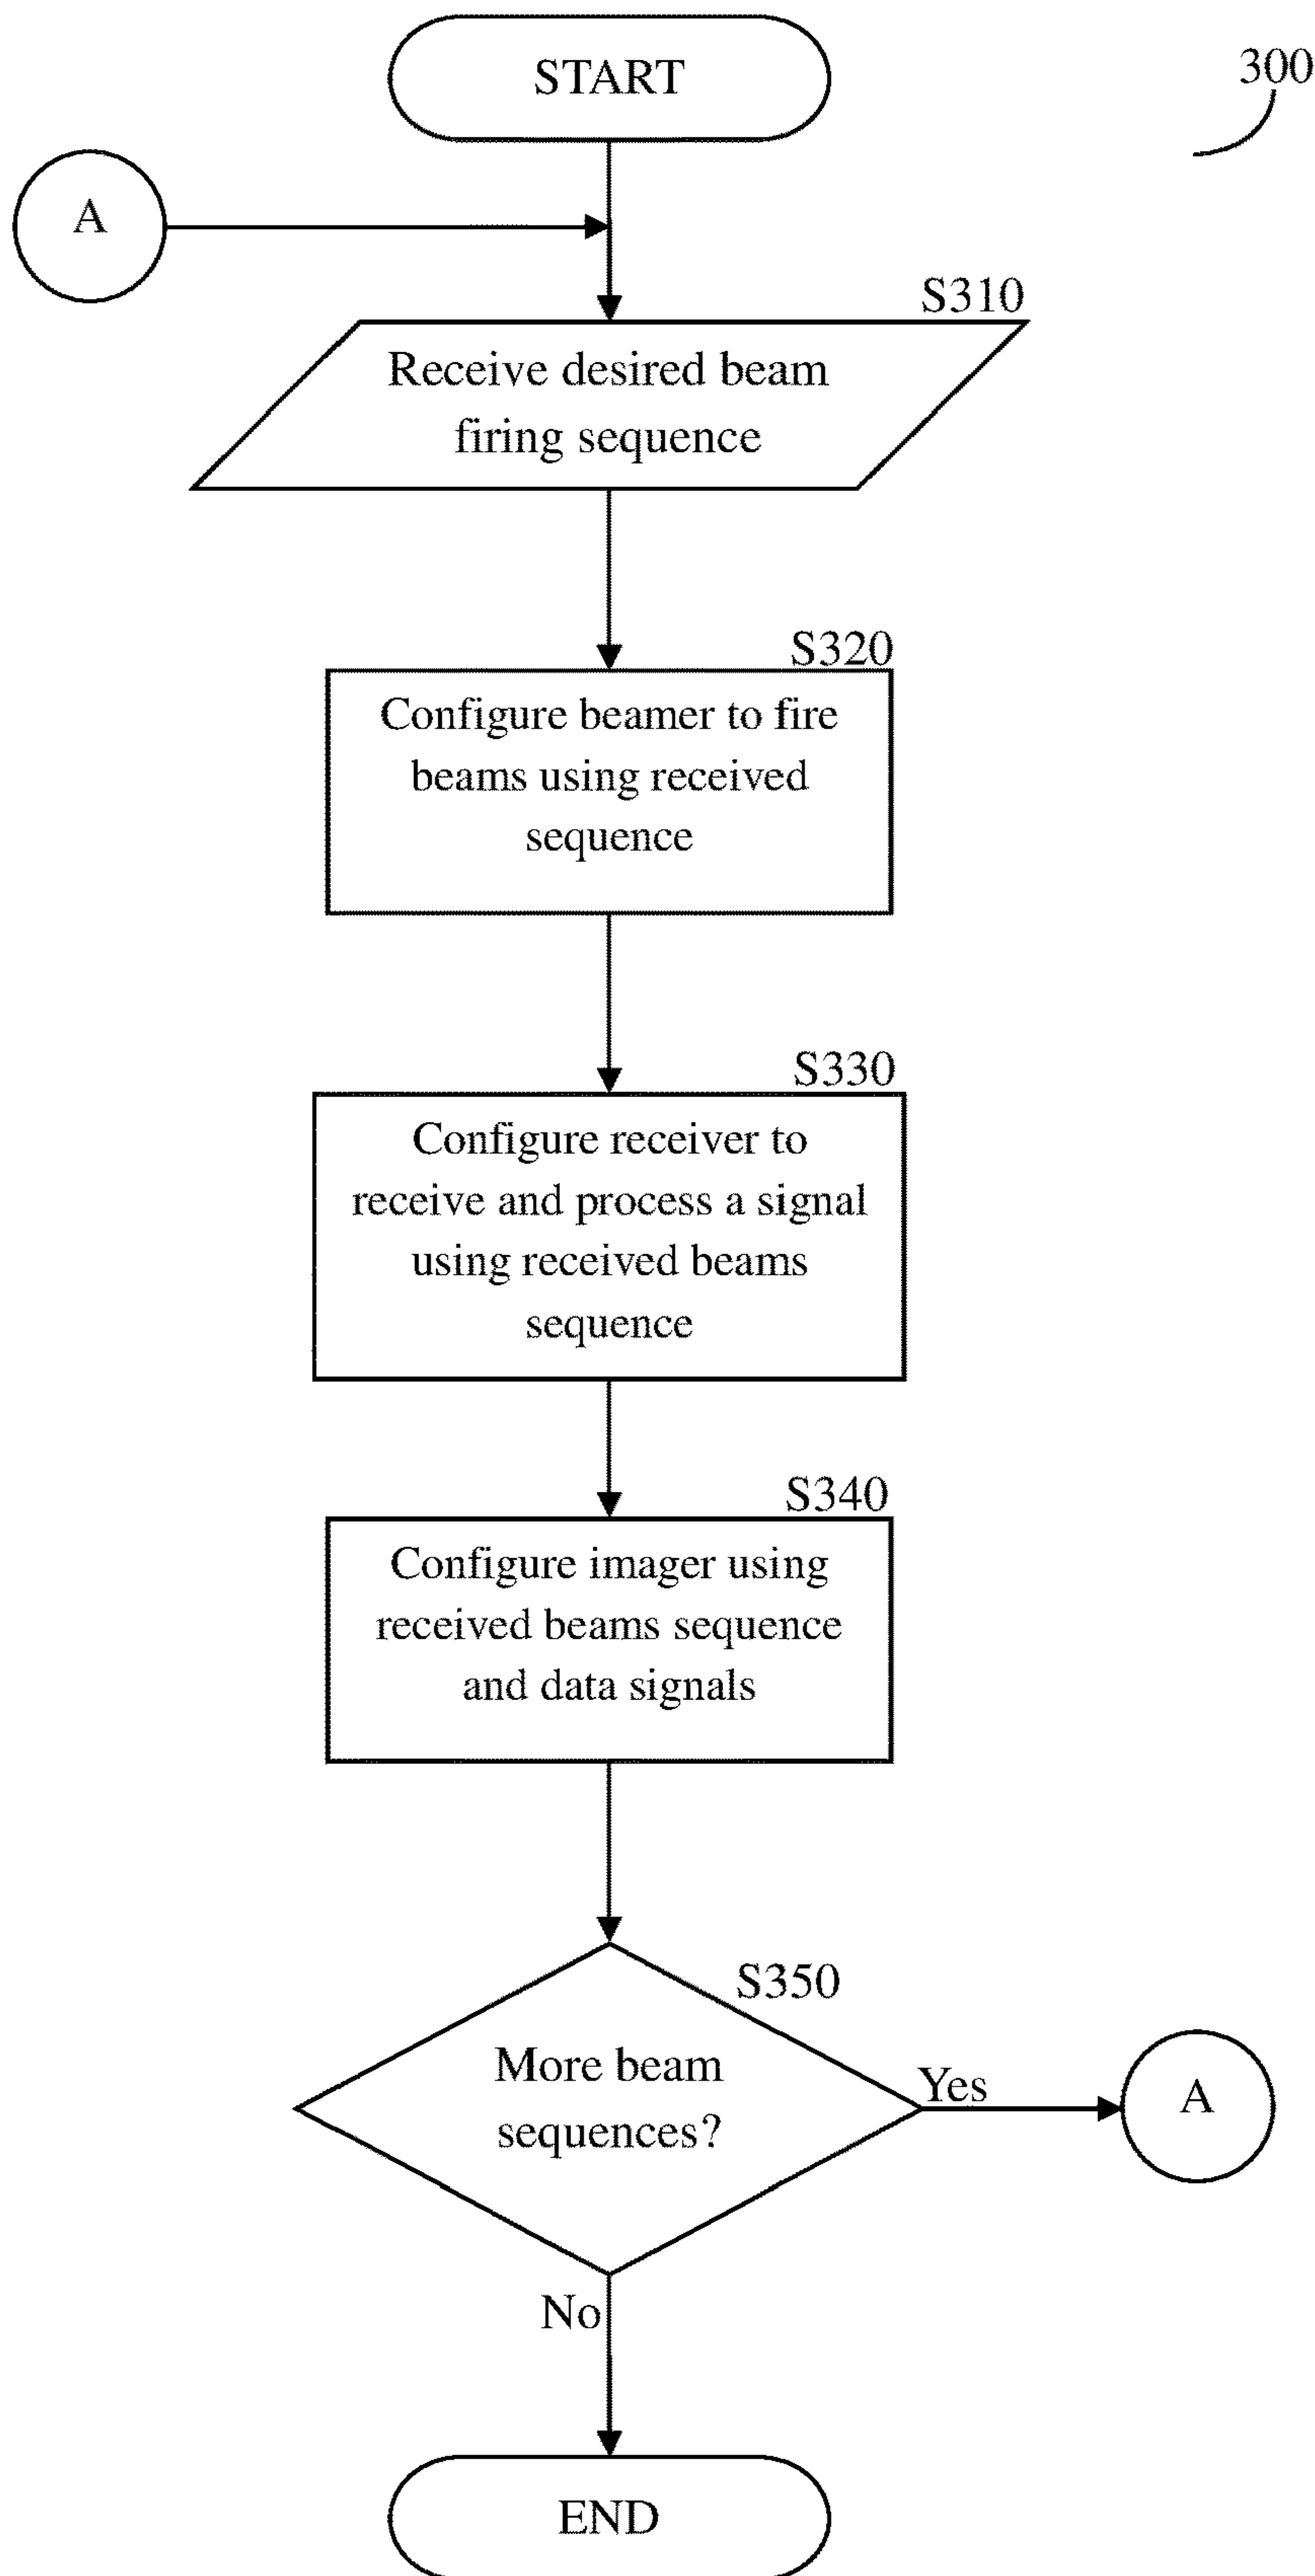 START
300
A
S310
Receive desired beam
firing sequence
S320
Configure beamer to fire
beams using received
sequence
S330
Configure receiver to
receive and process a signal
using received beams
sequence
S340
Configure imager using
received beams sequence
and data signals
S350
More beam
sequences?
Yes
A
No
END